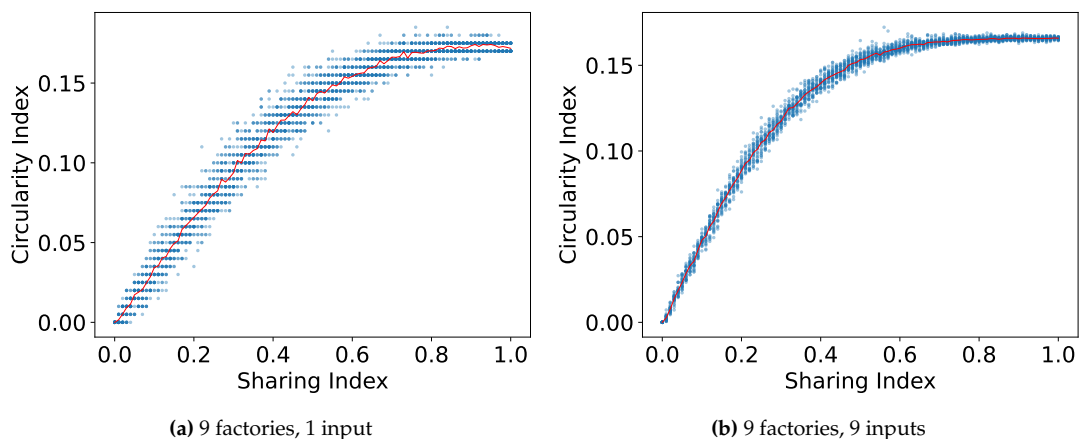 Circularity Index
0.15
0.10
0.05
0.00
0.0 0.2 0.4 0.6 0.8 1.0
Sharing Index
(a) 9 factories, 1 input
Circularity Index
0.15
0.10
0.05
0.00
0.0 0.2 0.4 0.6 0.8 1.0
Sharing Index
(b) 9 factories, 9 inputs